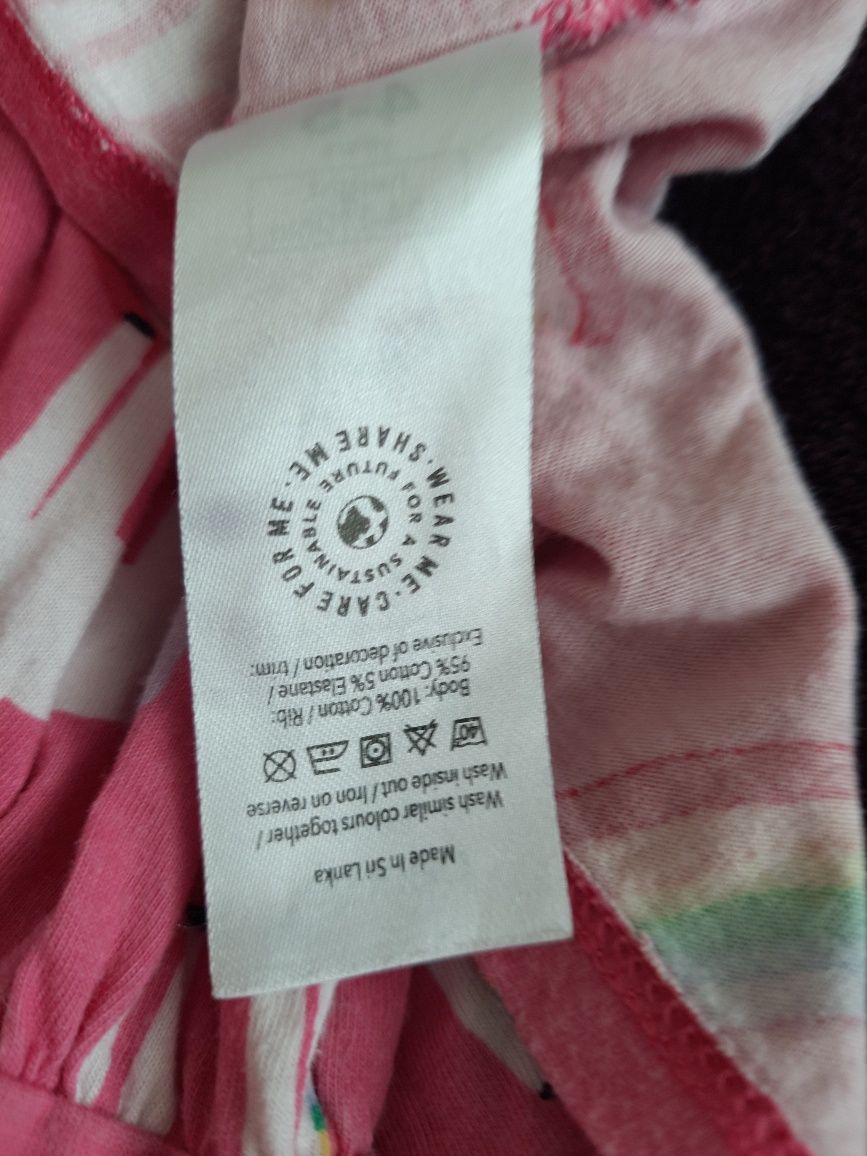 Made In Sri Lanka
Wash similar colours together /
Wash inside out / Iron on reverse
40
Body: 100% Cotton / Rib:
95% Cotton 5% Elastane /
Exclusive of decoration / trim:
WEAR ME · CARE FOR ME · SHARE ME ·
FOR A SUSTAINABLE FUTURE